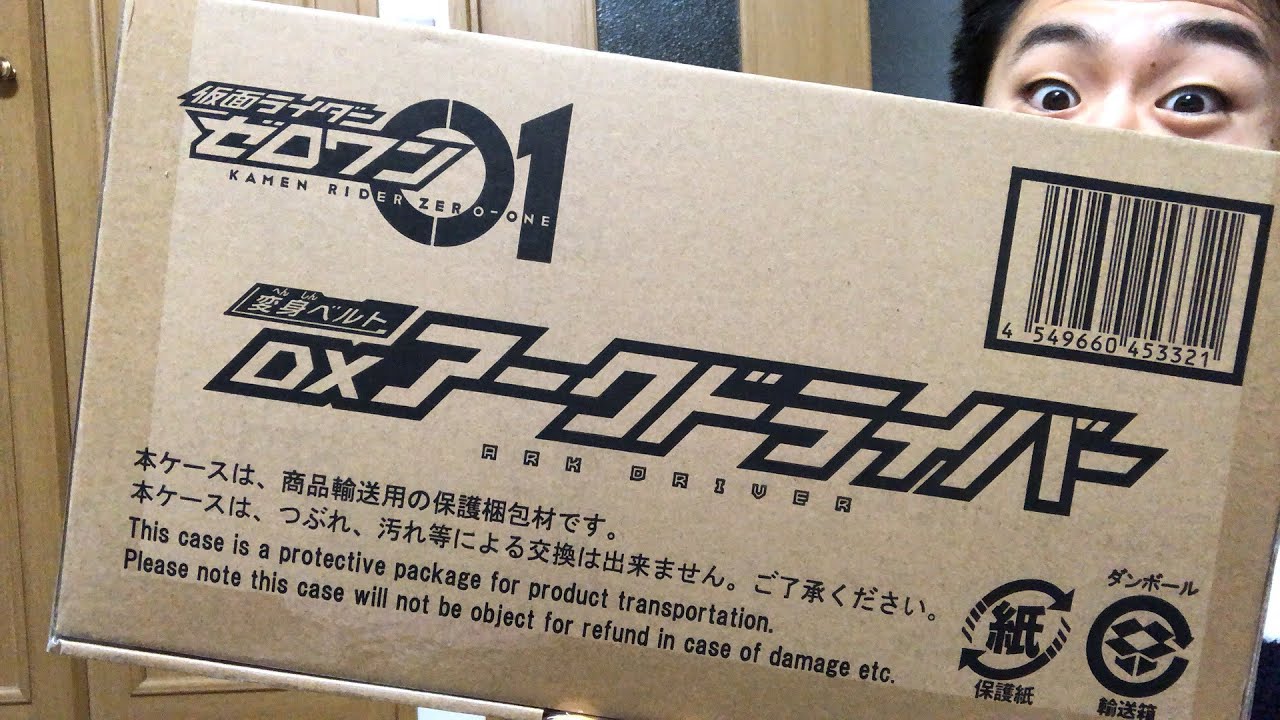 仮面ライダー
ゼロワン 01
KAMEN RIDER ZERO-ONE
へんしん
変身ベルト
DXアークドライバー
ARK DRIVER
4 549660 453321
本ケースは、商品輸送用の保護梱包材です。
本ケースは、つぶれ、汚れ等による交換は出来ません。ご了承ください。
This case is a protective package for product transportation.
Please note this case will not be object for refund in case of damage etc.
紙
保護紙
ダンボール
輸送箱